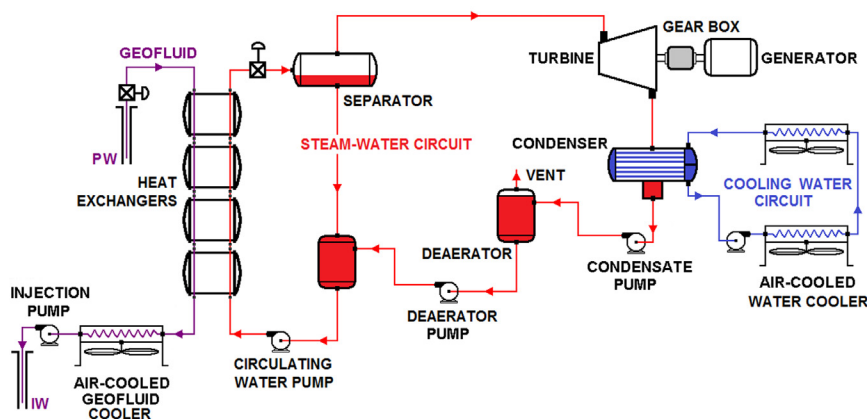 GEOFLUID
PW
HEAT
EXCHANGERS
SEPARATOR
STEAM-WATER CIRCUIT
TURBINE
GEAR BOX
GENERATOR
CONDENSER
COOLING WATER
CIRCUIT
VENT
DEAERATOR
CONDENSATE
PUMP
AIR-COOLED
WATER COOLER
DEAERATOR
PUMP
CIRCULATING
WATER PUMP
INJECTION
PUMP
IW
AIR-COOLED
GEOFLUID
COOLER